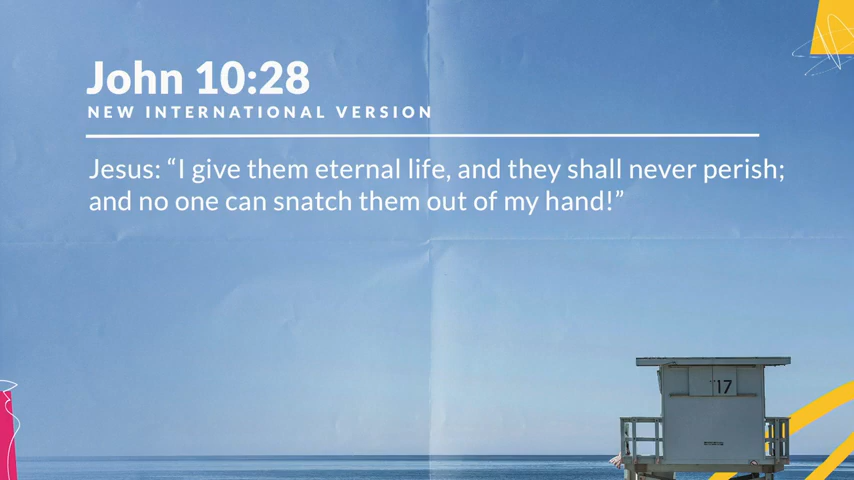 John 10:28
NEW INTERNATIONAL VERSION
Jesus: “I give them eternal life, and they shall never perish;
and no one can snatch them out of my hand!”
17